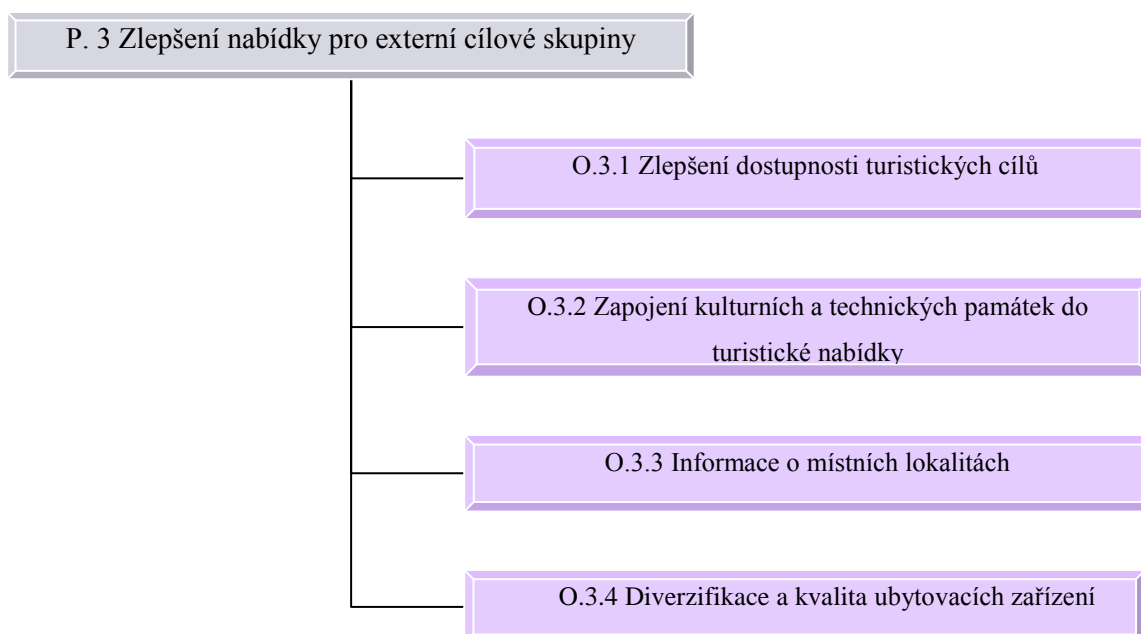 P. 3 Zlepšení nabídky pro externí cílové skupiny
O.3.1 Zlepšení dostupnosti turistických cílů
O.3.2 Zapojení kulturních a technických památek do
turistické nabídky
O.3.3 Informace o místních lokalitách
O.3.4 Diverzifikace a kvalita ubytovacích zařízení